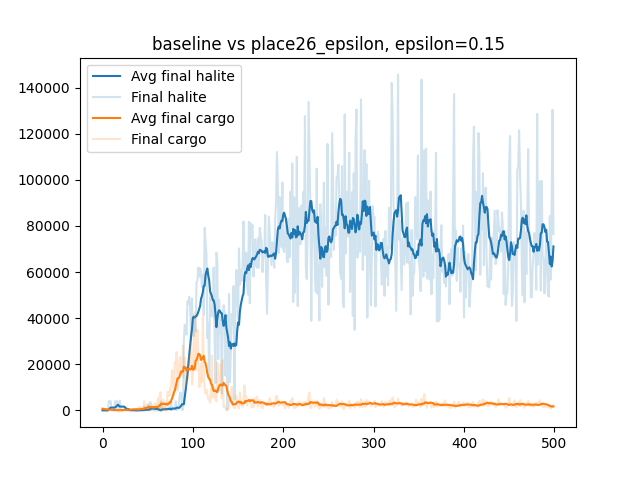 baseline vs place26_epsilon, epsilon=0.15
Avg final halite
Final halite
Avg final cargo
Final cargo
140000
120000
100000
80000
60000
40000
20000
0
0 100 200 300 400 500